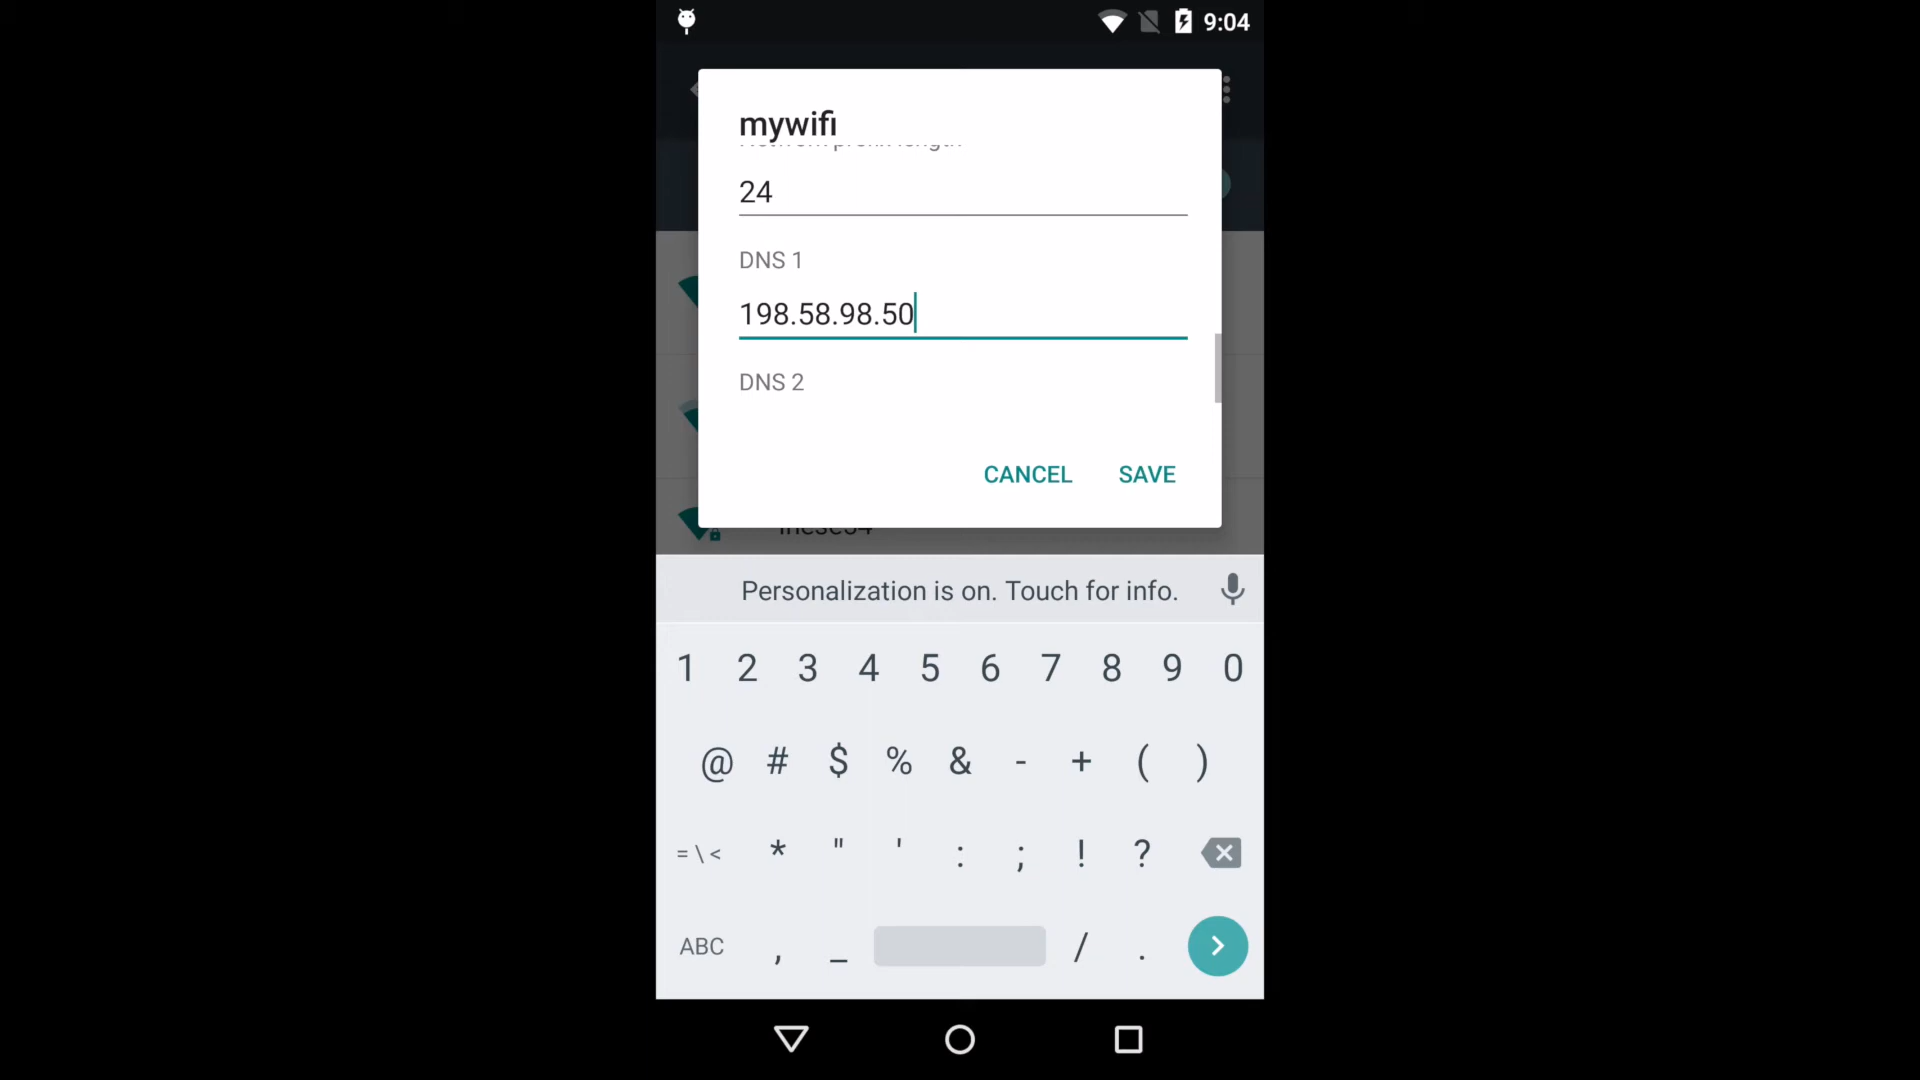 9:04
mywifi
24
DNS 1
198.58.98.50
DNS 2
CANCEL SAVE
Personalization is on. Touch for info.
1 2 3 4 5 6 7 8 9 0
@ # $ % & - + ( )
= \ < * " ' : ; ! ?
ABC , _ / .